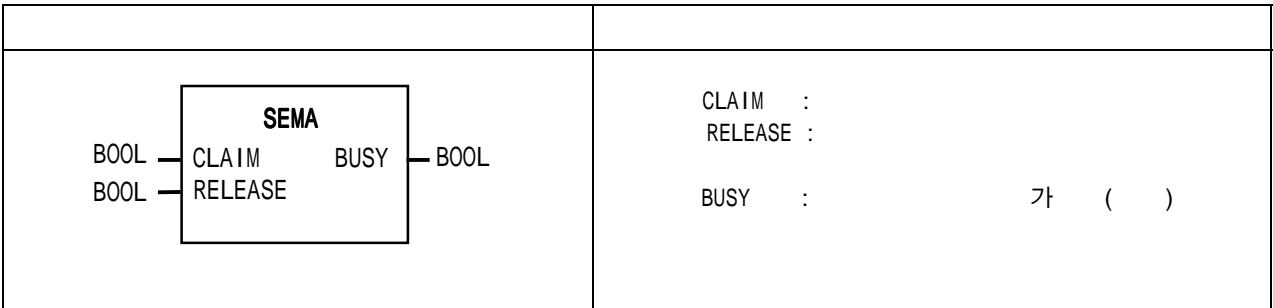 SEMA
BOOL CLAIM BUSY BOOL
BOOL RELEASE
CLAIM :
RELEASE :
BUSY : 가 ( )